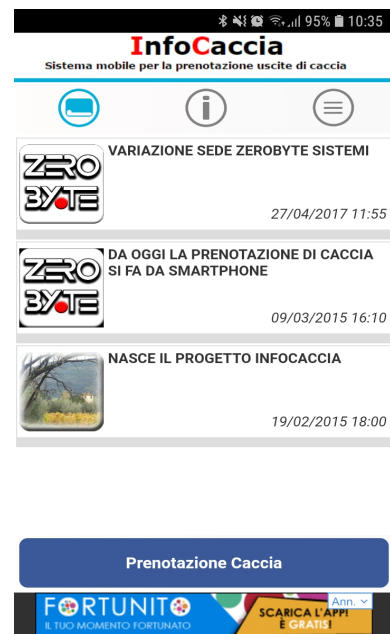 95% 10:35
InfoCaccia
Sistema mobile per la prenotazione uscite di caccia
ZERO
BYTE
VARIAZIONE SEDE ZEROBYTE SISTEMI
27/04/2017 11:55
ZERO
BYTE
DA OGGI LA PRENOTAZIONE DI CACCIA
SI FA DA SMARTPHONE
09/03/2015 16:10
NASCE IL PROGETTO INFOCACCIA
19/02/2015 18:00
Prenotazione Caccia
FORTUNITO
IL TUO MOMENTO FORTUNATO
SCARICA L'APP!
È GRATIS!
Ann.